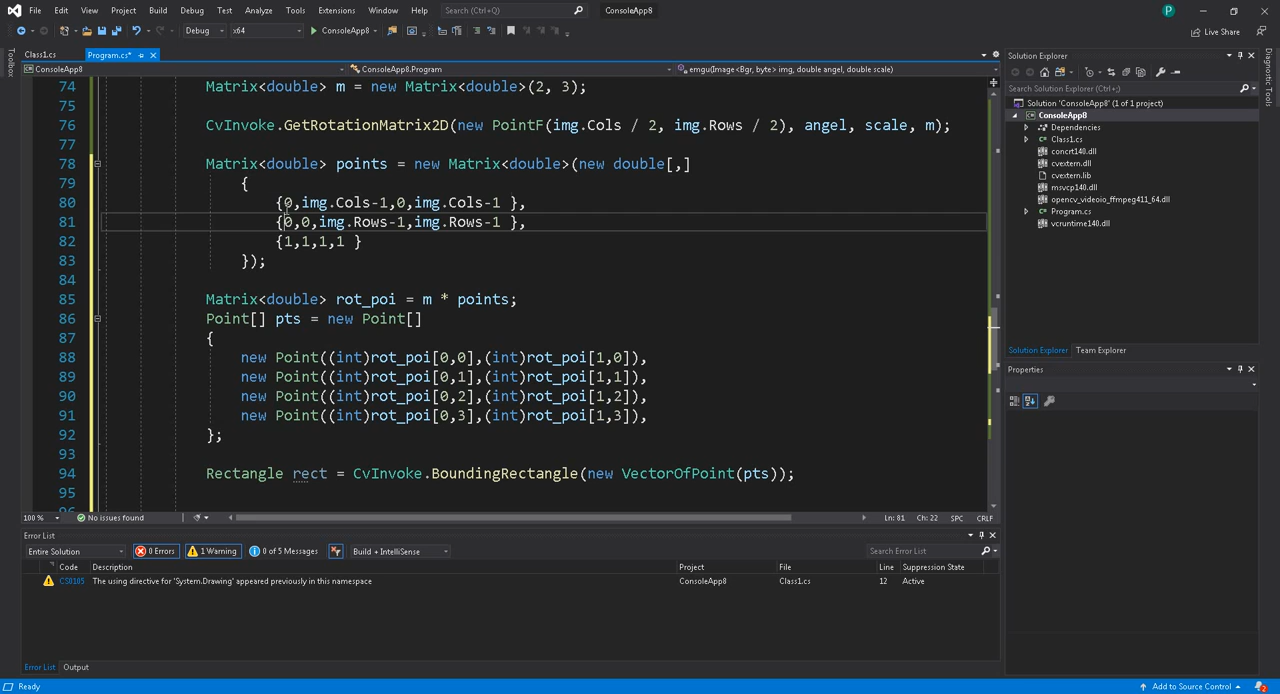 File Edit View Project Build Debug Test Analyze Tools Extensions Window Help Search (Ctrl+Q) ConsoleApp8 P
Debug x64 ConsoleApp8 Live Share
Toolbox
Class1.cs Program.cs*
ConsoleApp8 ConsoleApp8.Program emgu(Image<Bgr, byte> img, double angel, double scale)
74 Matrix<double> m = new Matrix<double>(2, 3);
75
76 CvInvoke.GetRotationMatrix2D(new PointF(img.Cols / 2, img.Rows / 2), angel, scale, m);
77
78 Matrix<double> points = new Matrix<double>(new double[,]
79 {
80 {0,img.Cols-1,0,img.Cols-1 },
81 {0,0,img.Rows-1,img.Rows-1 },
82 {1,1,1,1 }
83 });
84
85 Matrix<double> rot_poi = m * points;
86 Point[] pts = new Point[]
87 {
88 new Point((int)rot_poi[0,0],(int)rot_poi[1,0]),
89 new Point((int)rot_poi[0,1],(int)rot_poi[1,1]),
90 new Point((int)rot_poi[0,2],(int)rot_poi[1,2]),
91 new Point((int)rot_poi[0,3],(int)rot_poi[1,3]),
92 };
93
94 Rectangle rect = CvInvoke.BoundingRectangle(new VectorOfPoint(pts));
95
96
100 % No issues found Ln: 81 Ch: 22 SPC CRLF
Error List
Entire Solution 0 Errors 1 Warning 0 of 5 Messages Build + IntelliSense Search Error List
Code Description Project File Line Suppression State
CS0105 The using directive for 'System.Drawing' appeared previously in this namespace ConsoleApp8 Class1.cs 12 Active
Error List Output
Solution Explorer
Search Solution Explorer (Ctrl+;)
Solution 'ConsoleApp8' (1 of 1 project)
ConsoleApp8
Dependencies
Class1.cs
concrt140.dll
cvextern.dll
cvextern.lib
msvcp140.dll
opencv_videoio_ffmpeg411_64.dll
Program.cs
vcruntime140.dll
Solution Explorer Team Explorer
Properties
Diagnostic Tools
Ready Add to Source Control 2